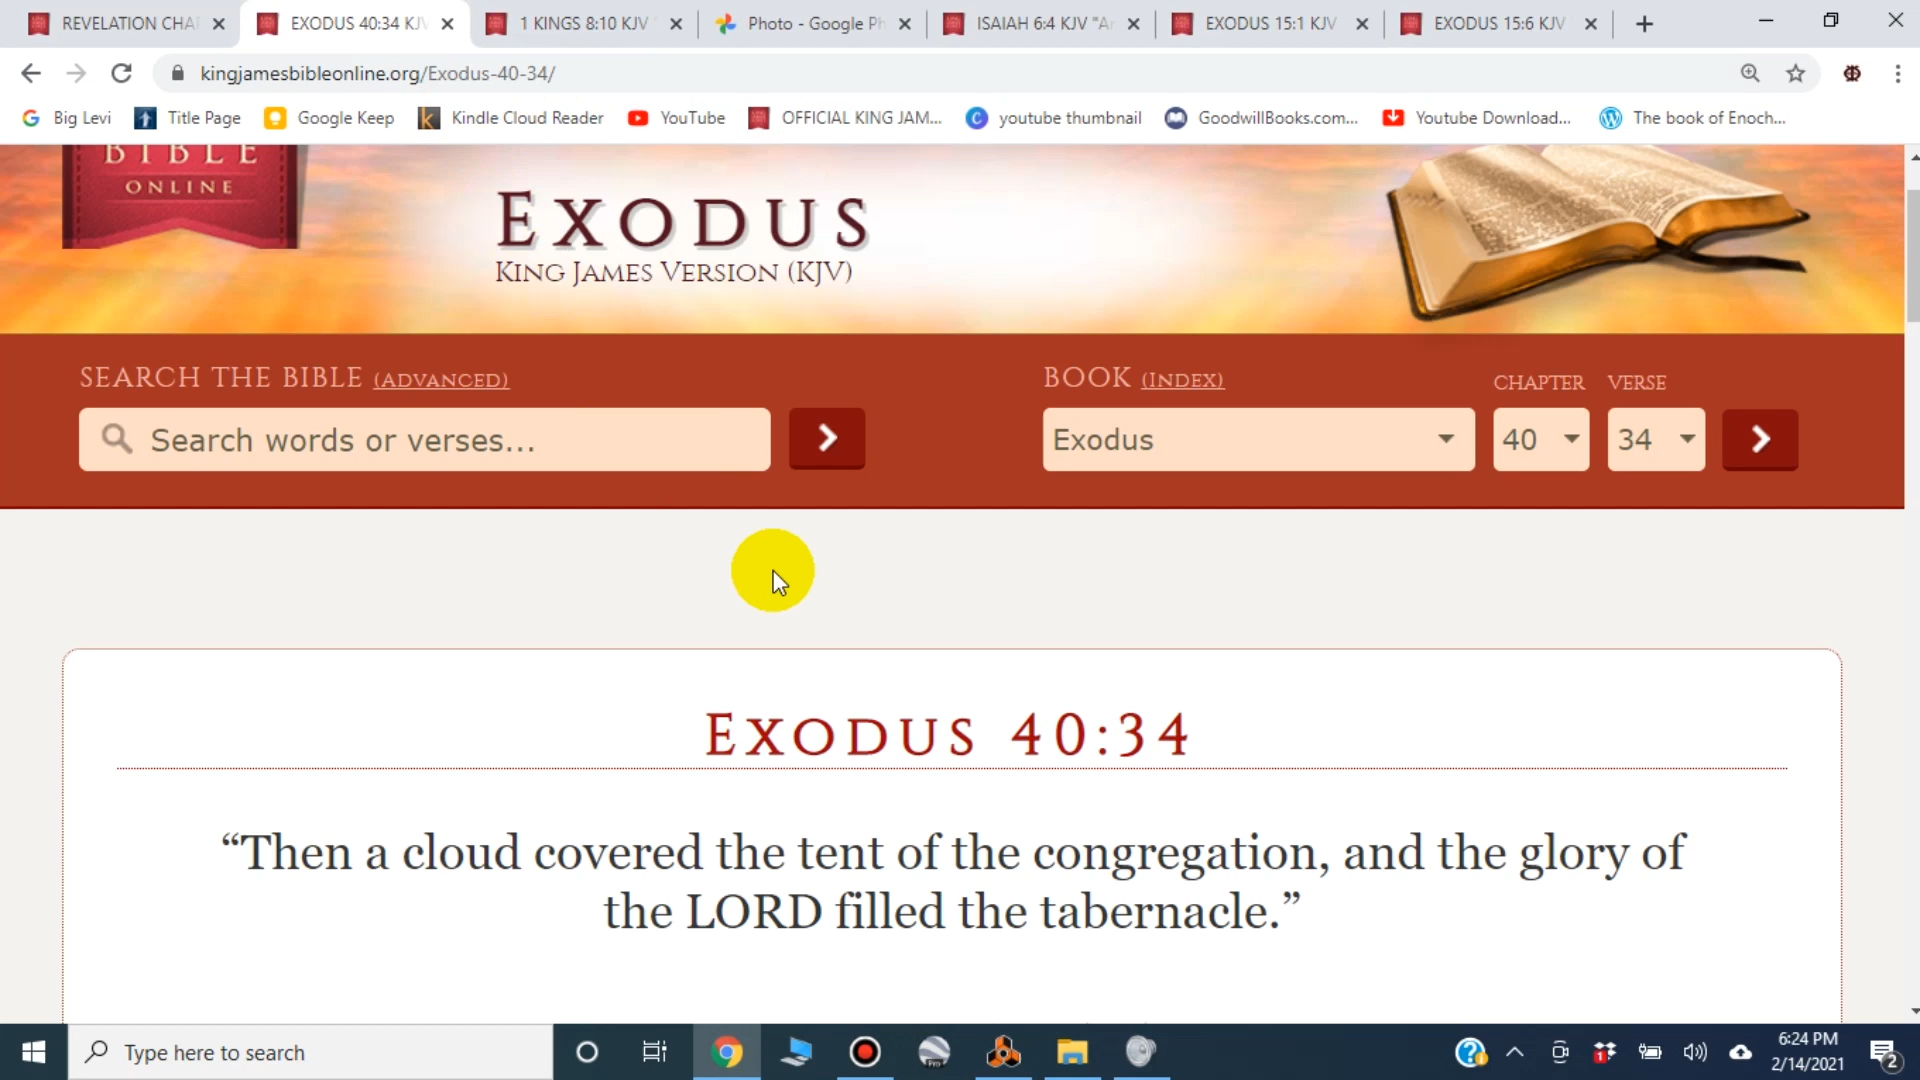 REVELATION CHA
EXODUS 40:34 KJV
1 KINGS 8:10 KJV "
Photo - Google Ph
ISAIAH 6:4 KJV "An
EXODUS 15:1 KJV
EXODUS 15:6 KJV
kingjamesbibleonline.org/Exodus-40-34/
Big Levi
Title Page
Google Keep
Kindle Cloud Reader
YouTube
OFFICIAL KING JAM...
youtube thumbnail
GoodwillBooks.com...
Youtube Download...
The book of Enoch...
BIBLE
ONLINE
EXODUS
KING JAMES VERSION (KJV)
SEARCH THE BIBLE (ADVANCED)
Search words or verses...
BOOK (INDEX)
CHAPTER
VERSE
Exodus
40
34
EXODUS 40:34
“Then a cloud covered the tent of the congregation, and the glory of
the LORD filled the tabernacle.”
Type here to search
6:24 PM
2/14/2021
1
2